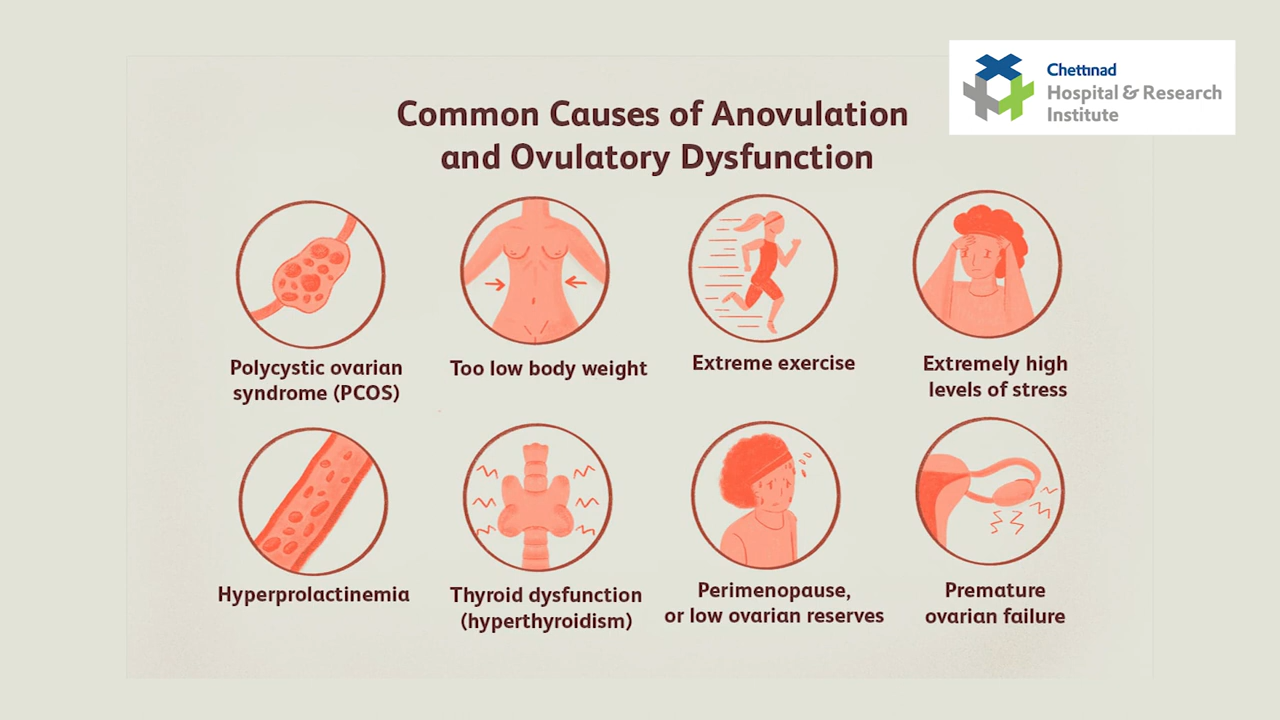 Chettinad
Hospital & Research
Institute
Common Causes of Anovulation
and Ovulatory Dysfunction
Polycystic ovarian
syndrome (PCOS)
Too low body weight
Extreme exercise
Extremely high
levels of stress
Hyperprolactinemia
Thyroid dysfunction
(hyperthyroidism)
Perimenopause,
or low ovarian reserves
Premature
ovarian failure